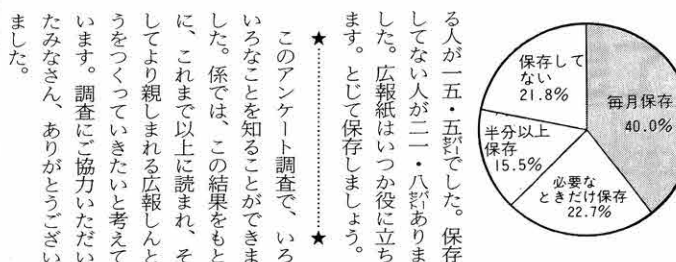 毎月保存
40.0%
必要な
ときだけ保存
22.7%
半分以上
保存
15.5%
保存して
ない
21.8%
る人が一五・五㌫でした。保存
してない人が二一・八㌫ありま
した。広報紙はいつか役に立ち
ます。とじて保存しましょう。
★…………………★
このアンケート調査で、いろ
いろなことを知ることができま
した。係では、この結果をもと
に、これまで以上に読まれ、そ
してより親しまれる広報しんと
うをつくっていきたいと考えて
います。調査にご協力いただい
たみなさん、ありがとうござい
ました。